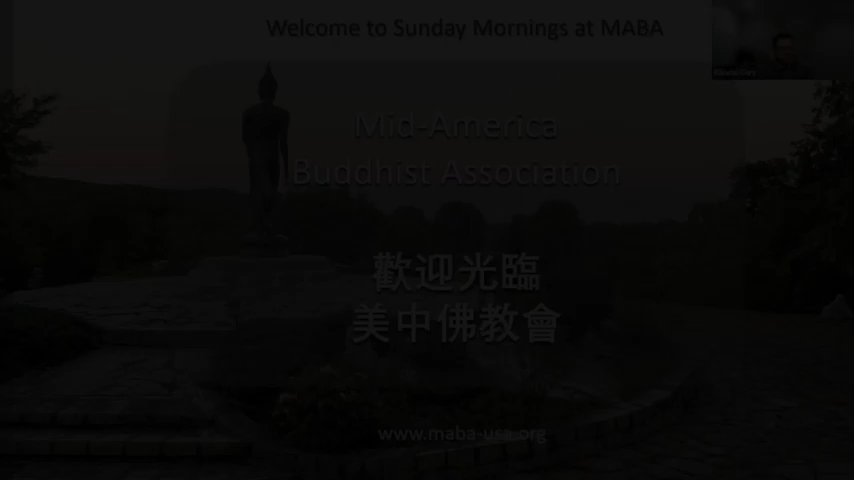 Welcome to Sunday Mornings at MABA
Mid-America
Buddhist Association
歡迎光臨
美中佛教會
www.maba-usa.org